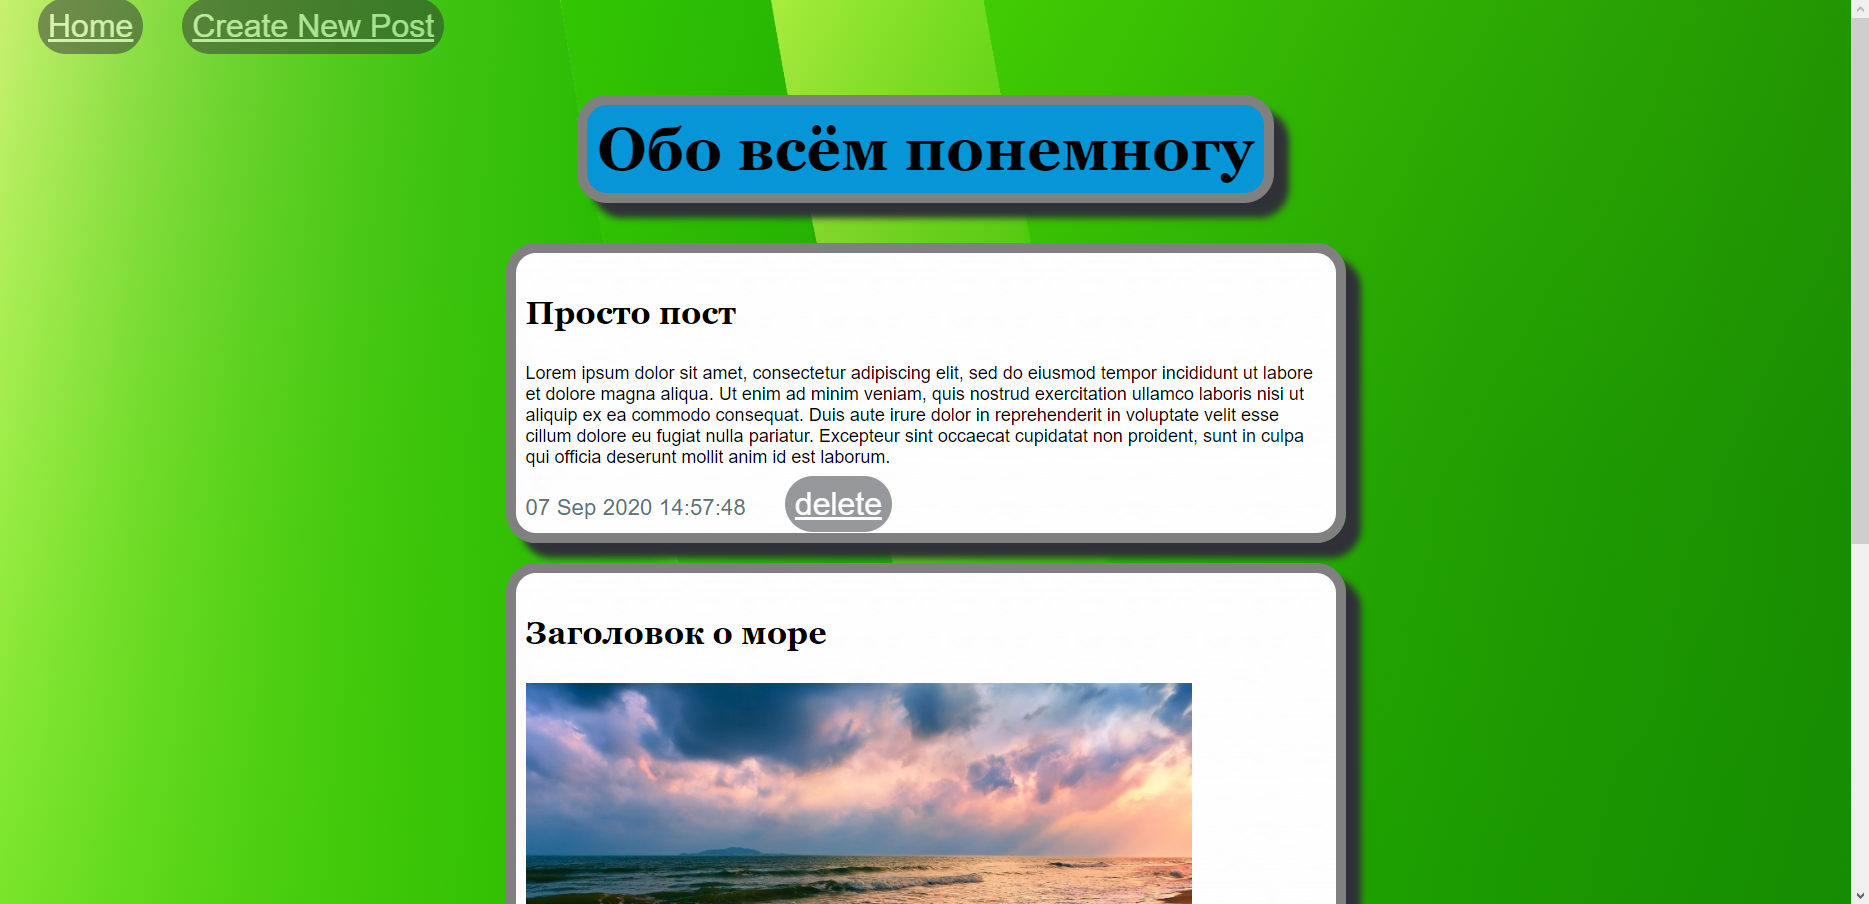 Home
Create New Post
Обо всём понемногу
Просто пост
Lorem ipsum dolor sit amet, consectetur adipiscing elit, sed do eiusmod tempor incididunt ut labore
et dolore magna aliqua. Ut enim ad minim veniam, quis nostrud exercitation ullamco laboris nisi ut
aliquip ex ea commodo consequat. Duis aute irure dolor in reprehenderit in voluptate velit esse
cillum dolore eu fugiat nulla pariatur. Excepteur sint occaecat cupidatat non proident, sunt in culpa
qui officia deserunt mollit anim id est laborum.
07 Sep 2020 14:57:48
delete
Заголовок о море